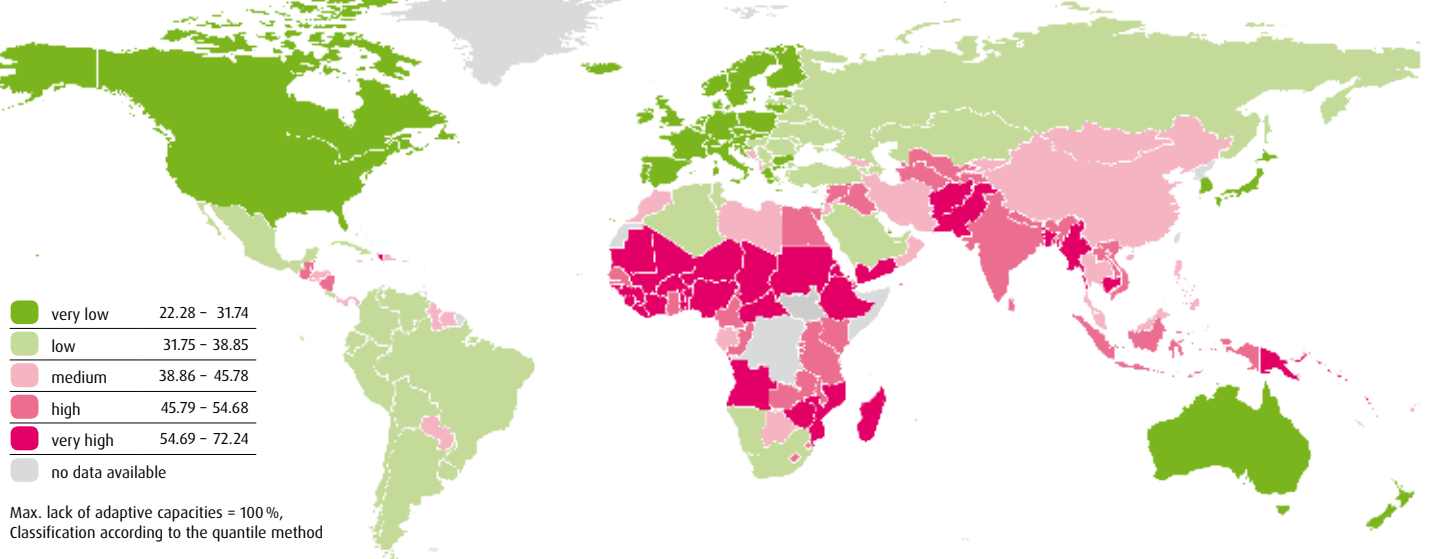 very low 22.28 – 31.74
low 31.75 – 38.85
medium 38.86 – 45.78
high 45.79 – 54.68
very high 54.69 – 72.24
no data available
Max. lack of adaptive capacities = 100 %,
Classification according to the quantile method